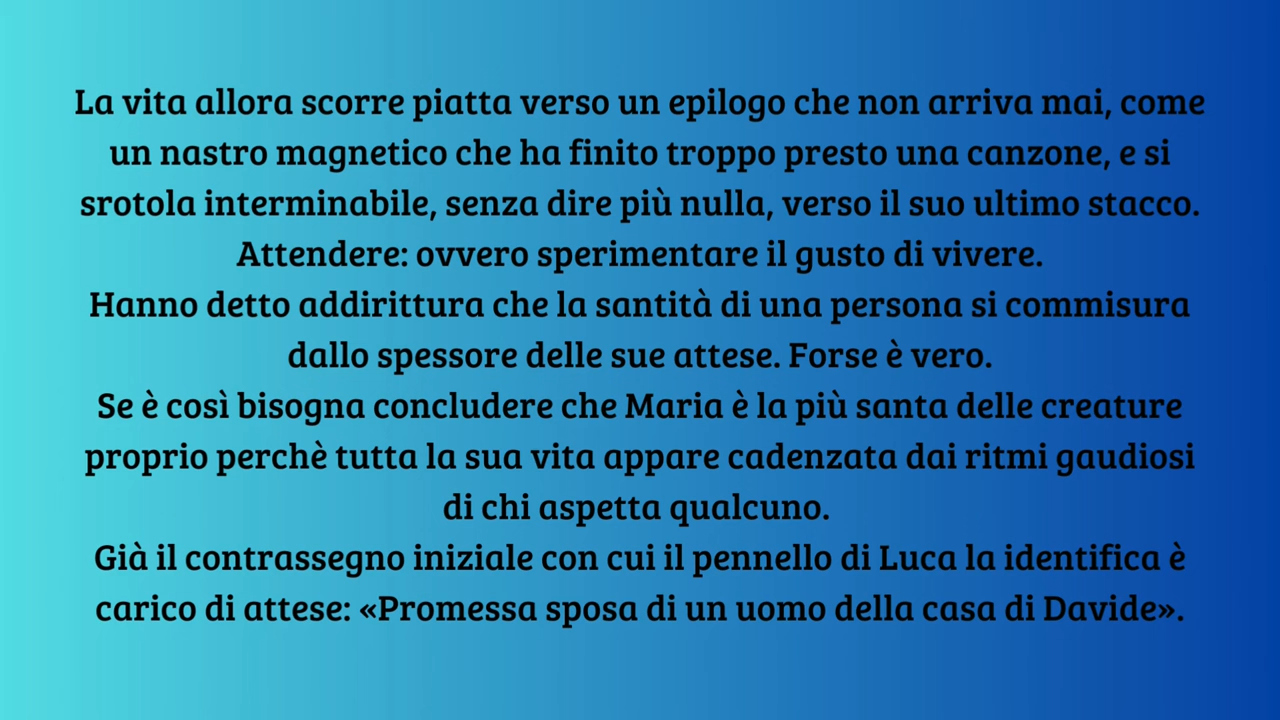 La vita allora scorre piatta verso un epilogo che non arriva mai, come
un nastro magnetico che ha finito troppo presto una canzone, e si
srotola interminabile, senza dire più nulla, verso il suo ultimo stacco.
Attendere: ovvero sperimentare il gusto di vivere.
Hanno detto addirittura che la santità di una persona si commisura
dallo spessore delle sue attese. Forse è vero.
Se è così bisogna concludere che Maria è la più santa delle creature
proprio perchè tutta la sua vita appare cadenzata dai ritmi gaudiosi
di chi aspetta qualcuno.
Già il contrassegno iniziale con cui il pennello di Luca la identifica è
carico di attese: «Promessa sposa di un uomo della casa di Davide».